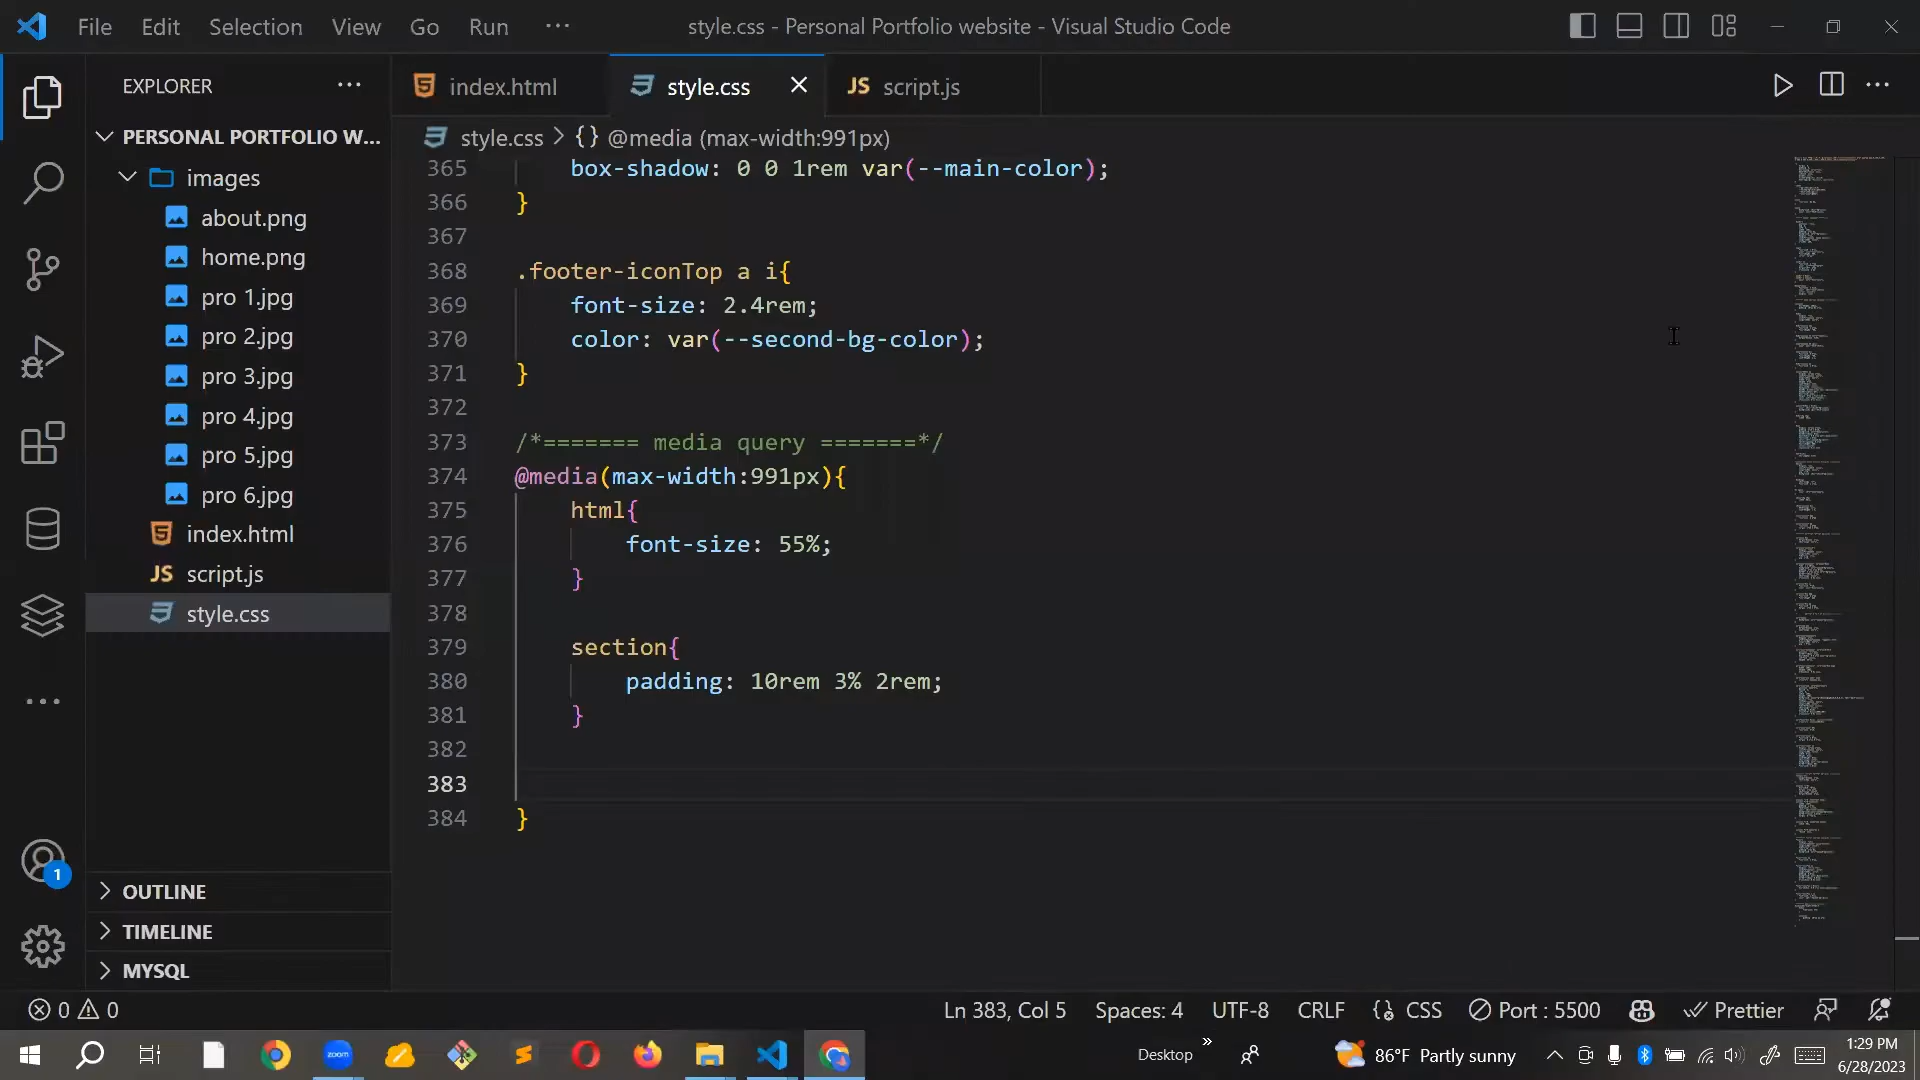 File Edit Selection View Go Run ··· style.css - Personal Portfolio website - Visual Studio Code
EXPLORER ···
index.html
style.css
JS script.js
PERSONAL PORTFOLIO W...
style.css > {} @media (max-width:991px)
images
about.png
home.png
pro 1.jpg
pro 2.jpg
pro 3.jpg
pro 4.jpg
pro 5.jpg
pro 6.jpg
index.html
JS script.js
style.css
OUTLINE
TIMELINE
MYSQL
1
365 box-shadow: 0 0 1rem var(--main-color);
366 }
367
368 .footer-iconTop a i{
369 font-size: 2.4rem;
370 color: var(--second-bg-color);
371 }
372
373 /*======= media query =======*/
374 @media(max-width:991px){
375 html{
376 font-size: 55%;
377 }
378
379 section{
380 padding: 10rem 3% 2rem;
381 }
382
383
384 }
0 0 Ln 383, Col 5 Spaces: 4 UTF-8 CRLF {} CSS Port : 5500 Prettier
zoom
Desktop » 86°F Partly sunny 1:29 PM
6/28/2023